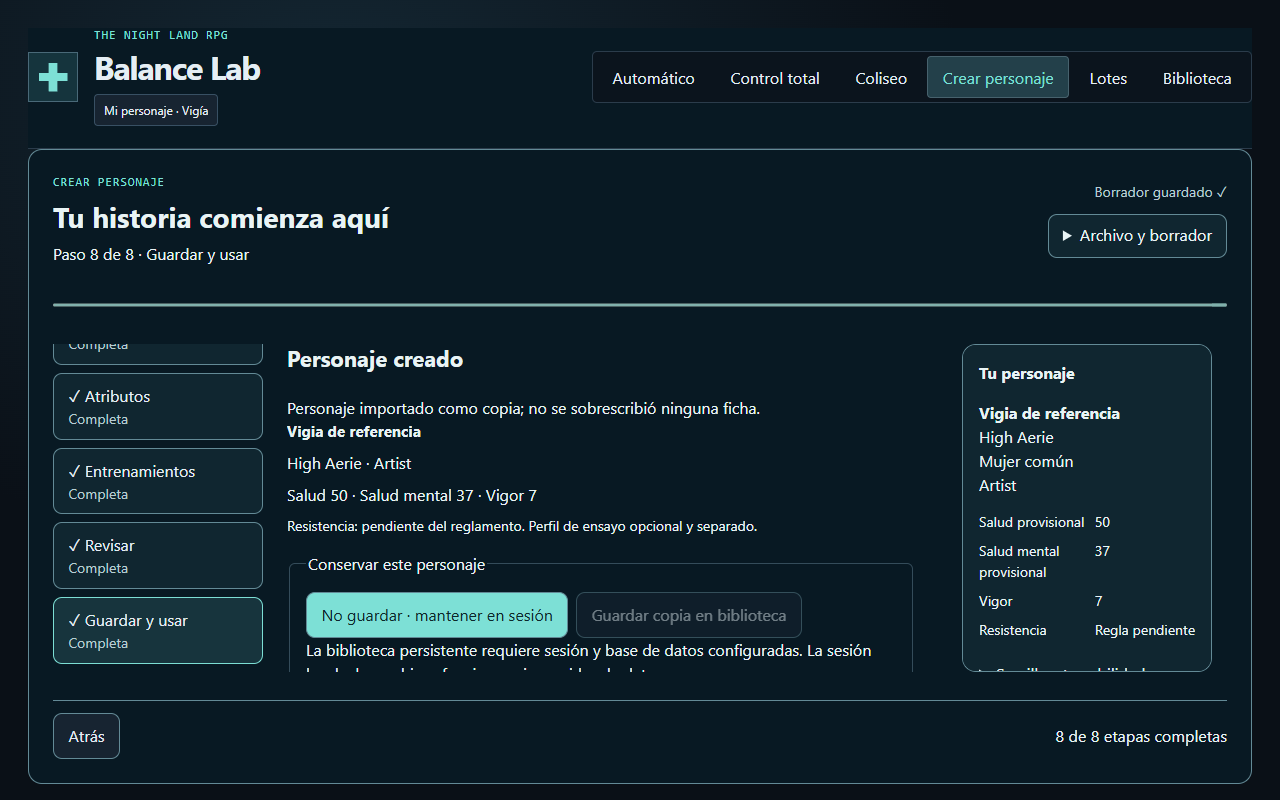 THE NIGHT LAND RPG
Balance Lab
Mi personaje · Vigía
Automático
Control total
Coliseo
Crear personaje
Lotes
Biblioteca
CREAR PERSONAJE
Tu historia comienza aquí
Paso 8 de 8 · Guardar y usar
Borrador guardado ✓
▶ Archivo y borrador
Completa
✓ Atributos
Completa
✓ Entrenamientos
Completa
✓ Revisar
Completa
✓ Guardar y usar
Completa
Personaje creado
Personaje importado como copia; no se sobrescribió ninguna ficha.
Vigia de referencia
High Aerie · Artist
Salud 50 · Salud mental 37 · Vigor 7
Resistencia: pendiente del reglamento. Perfil de ensayo opcional y separado.
Conservar este personaje
No guardar · mantener en sesión
Guardar copia en biblioteca
La biblioteca persistente requiere sesión y base de datos configuradas. La sesión
Tu personaje
Vigia de referencia
High Aerie
Mujer común
Artist
Salud provisional 50
Salud mental 37
provisional
Vigor 7
Resistencia Regla pendiente
Atrás
8 de 8 etapas completas